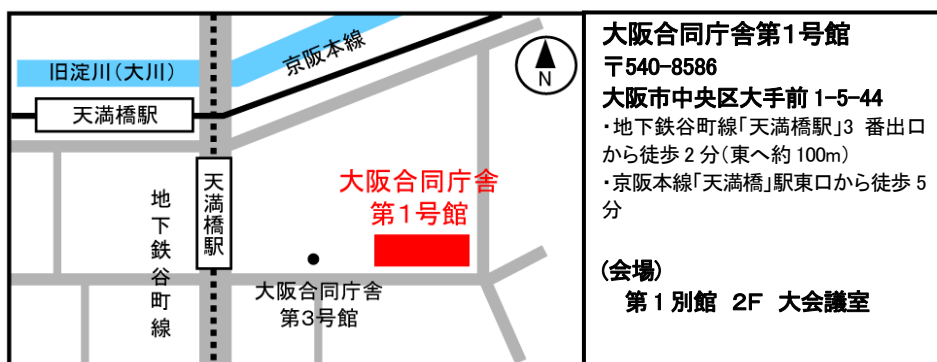 旧淀川(大川)
京阪本線
天満橋駅
N
天満橋駅
地下鉄谷町線
大阪合同庁舎
第1号館
大阪合同庁舎
第3号館
大阪合同庁舎第1号館
〒540-8586
大阪市中央区大手前 1-5-44
・地下鉄谷町線「天満橋駅」3 番出口
から徒歩 2 分(東へ約 100m)
・京阪本線「天満橋」駅東口から徒歩 5
分
(会場)
第 1 別館 2F 大会議室